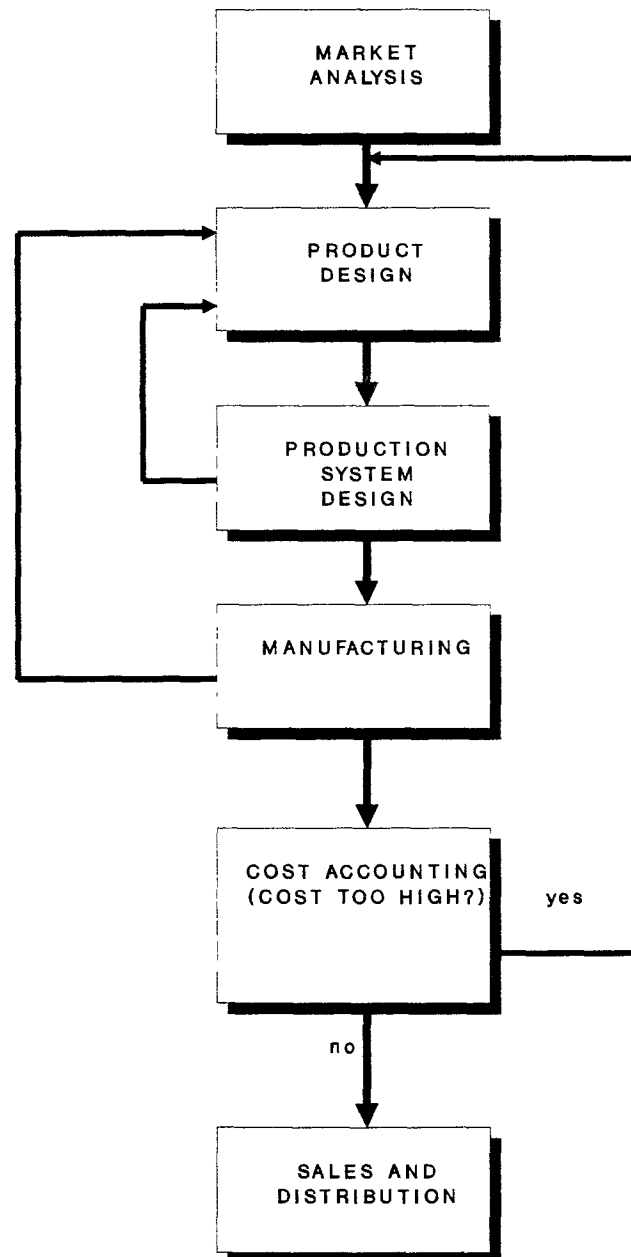 MARKET
ANALYSIS
PRODUCT
DESIGN
PRODUCTION
SYSTEM
DESIGN
MANUFACTURING
COST ACCOUNTING
(COST TOO HIGH?)
yes
no
SALES AND
DISTRIBUTION